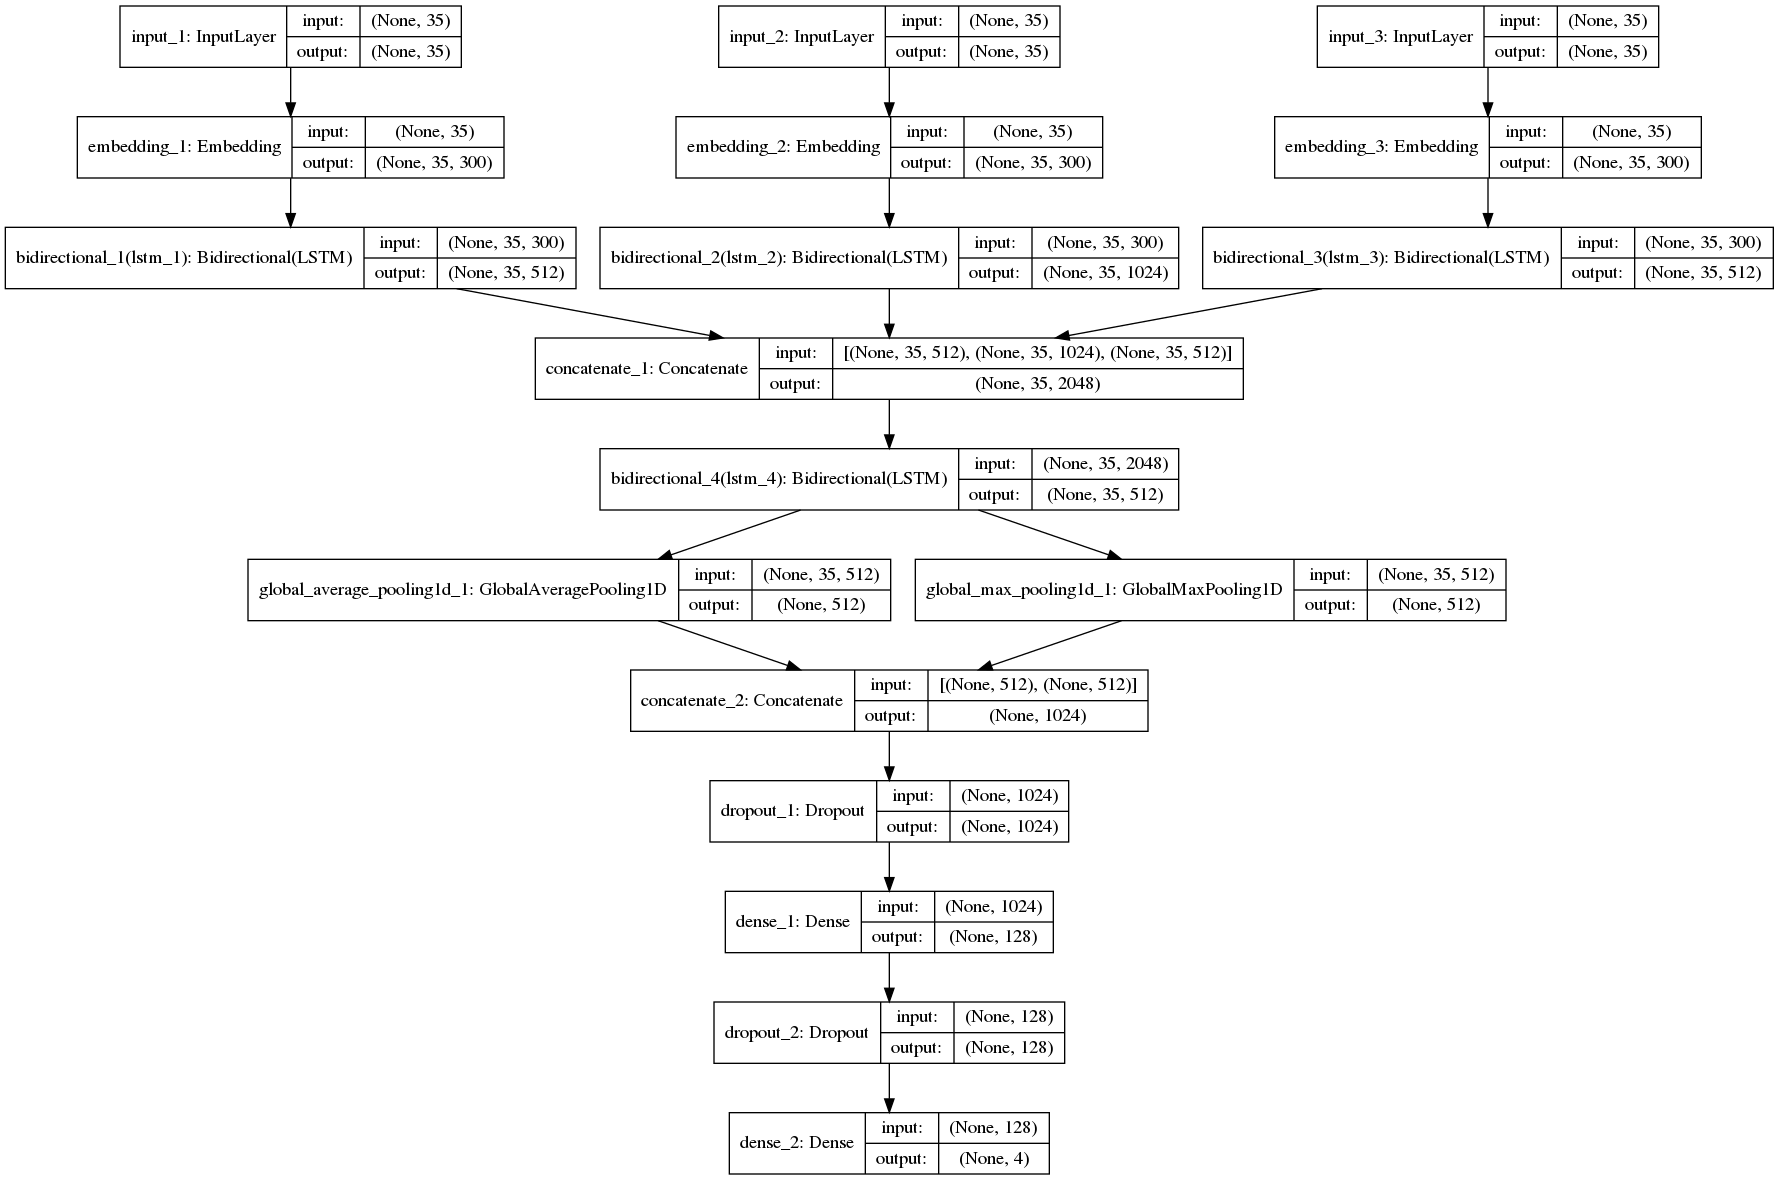 input_1: InputLayer input: (None, 35) output: (None, 35)
input_2: InputLayer input: (None, 35) output: (None, 35)
input_3: InputLayer input: (None, 35) output: (None, 35)
embedding_1: Embedding input: (None, 35) output: (None, 35, 300)
embedding_2: Embedding input: (None, 35) output: (None, 35, 300)
embedding_3: Embedding input: (None, 35) output: (None, 35, 300)
bidirectional_1(lstm_1): Bidirectional(LSTM) input: (None, 35, 300) output: (None, 35, 512)
bidirectional_2(lstm_2): Bidirectional(LSTM) input: (None, 35, 300) output: (None, 35, 1024)
bidirectional_3(lstm_3): Bidirectional(LSTM) input: (None, 35, 300) output: (None, 35, 512)
concatenate_1: Concatenate input: [(None, 35, 512), (None, 35, 1024), (None, 35, 512)] output: (None, 35, 2048)
bidirectional_4(lstm_4): Bidirectional(LSTM) input: (None, 35, 2048) output: (None, 35, 512)
global_average_pooling1d_1: GlobalAveragePooling1D input: (None, 35, 512) output: (None, 512)
global_max_pooling1d_1: GlobalMaxPooling1D input: (None, 35, 512) output: (None, 512)
concatenate_2: Concatenate input: [(None, 512), (None, 512)] output: (None, 1024)
dropout_1: Dropout input: (None, 1024) output: (None, 1024)
dense_1: Dense input: (None, 1024) output: (None, 128)
dropout_2: Dropout input: (None, 128) output: (None, 128)
dense_2: Dense input: (None, 128) output: (None, 4)